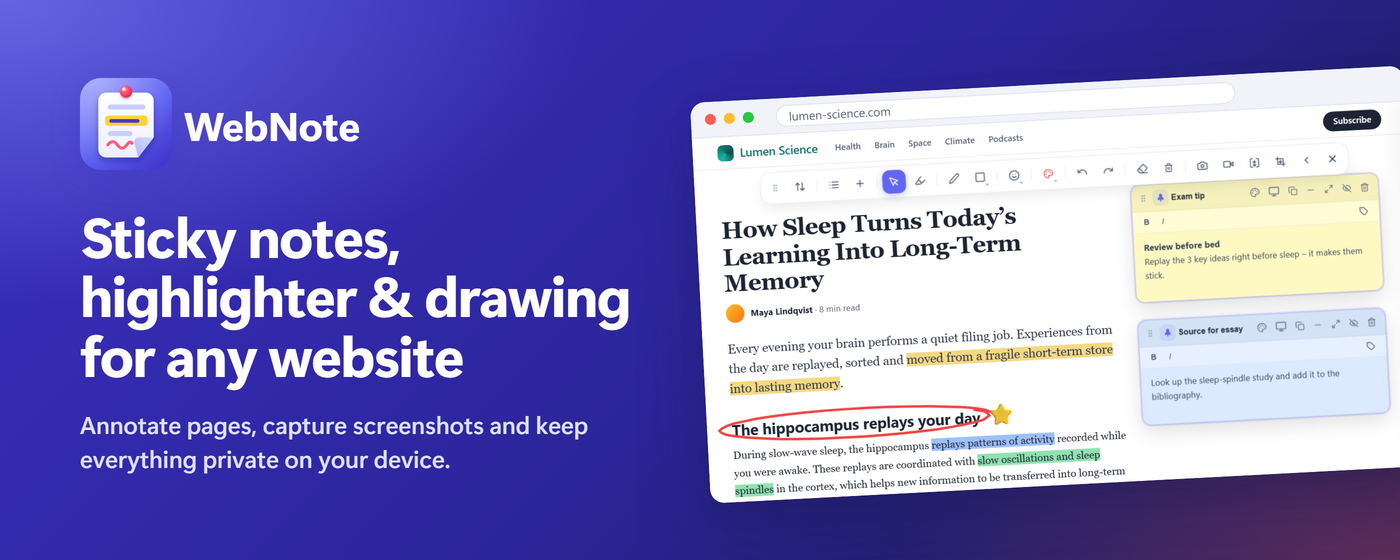 WebNote
Sticky notes,
highlighter & drawing
for any website
Annotate pages, capture screenshots and keep
everything private on your device.
lumen-science.com
Lumen Science
Health
Brain
Space
Climate
Podcasts
Subscribe
How Sleep Turns Today’s
Learning Into Long-Term
Memory
Maya Lindqvist · 8 min read
Every evening your brain performs a quiet filing job. Experiences from
the day are replayed, sorted and moved from a fragile short-term store
into lasting memory.
The hippocampus replays your day
During slow-wave sleep, the hippocampus replays patterns of activity recorded while
you were awake. These replays are coordinated with slow oscillations and sleep
spindles in the cortex, which helps new information to be transferred into long-term
Exam tip
B I
Review before bed
Replay the 3 key ideas right before sleep – it makes them
stick.
Source for essay
B I
Look up the sleep-spindle study and add it to the
bibliography.